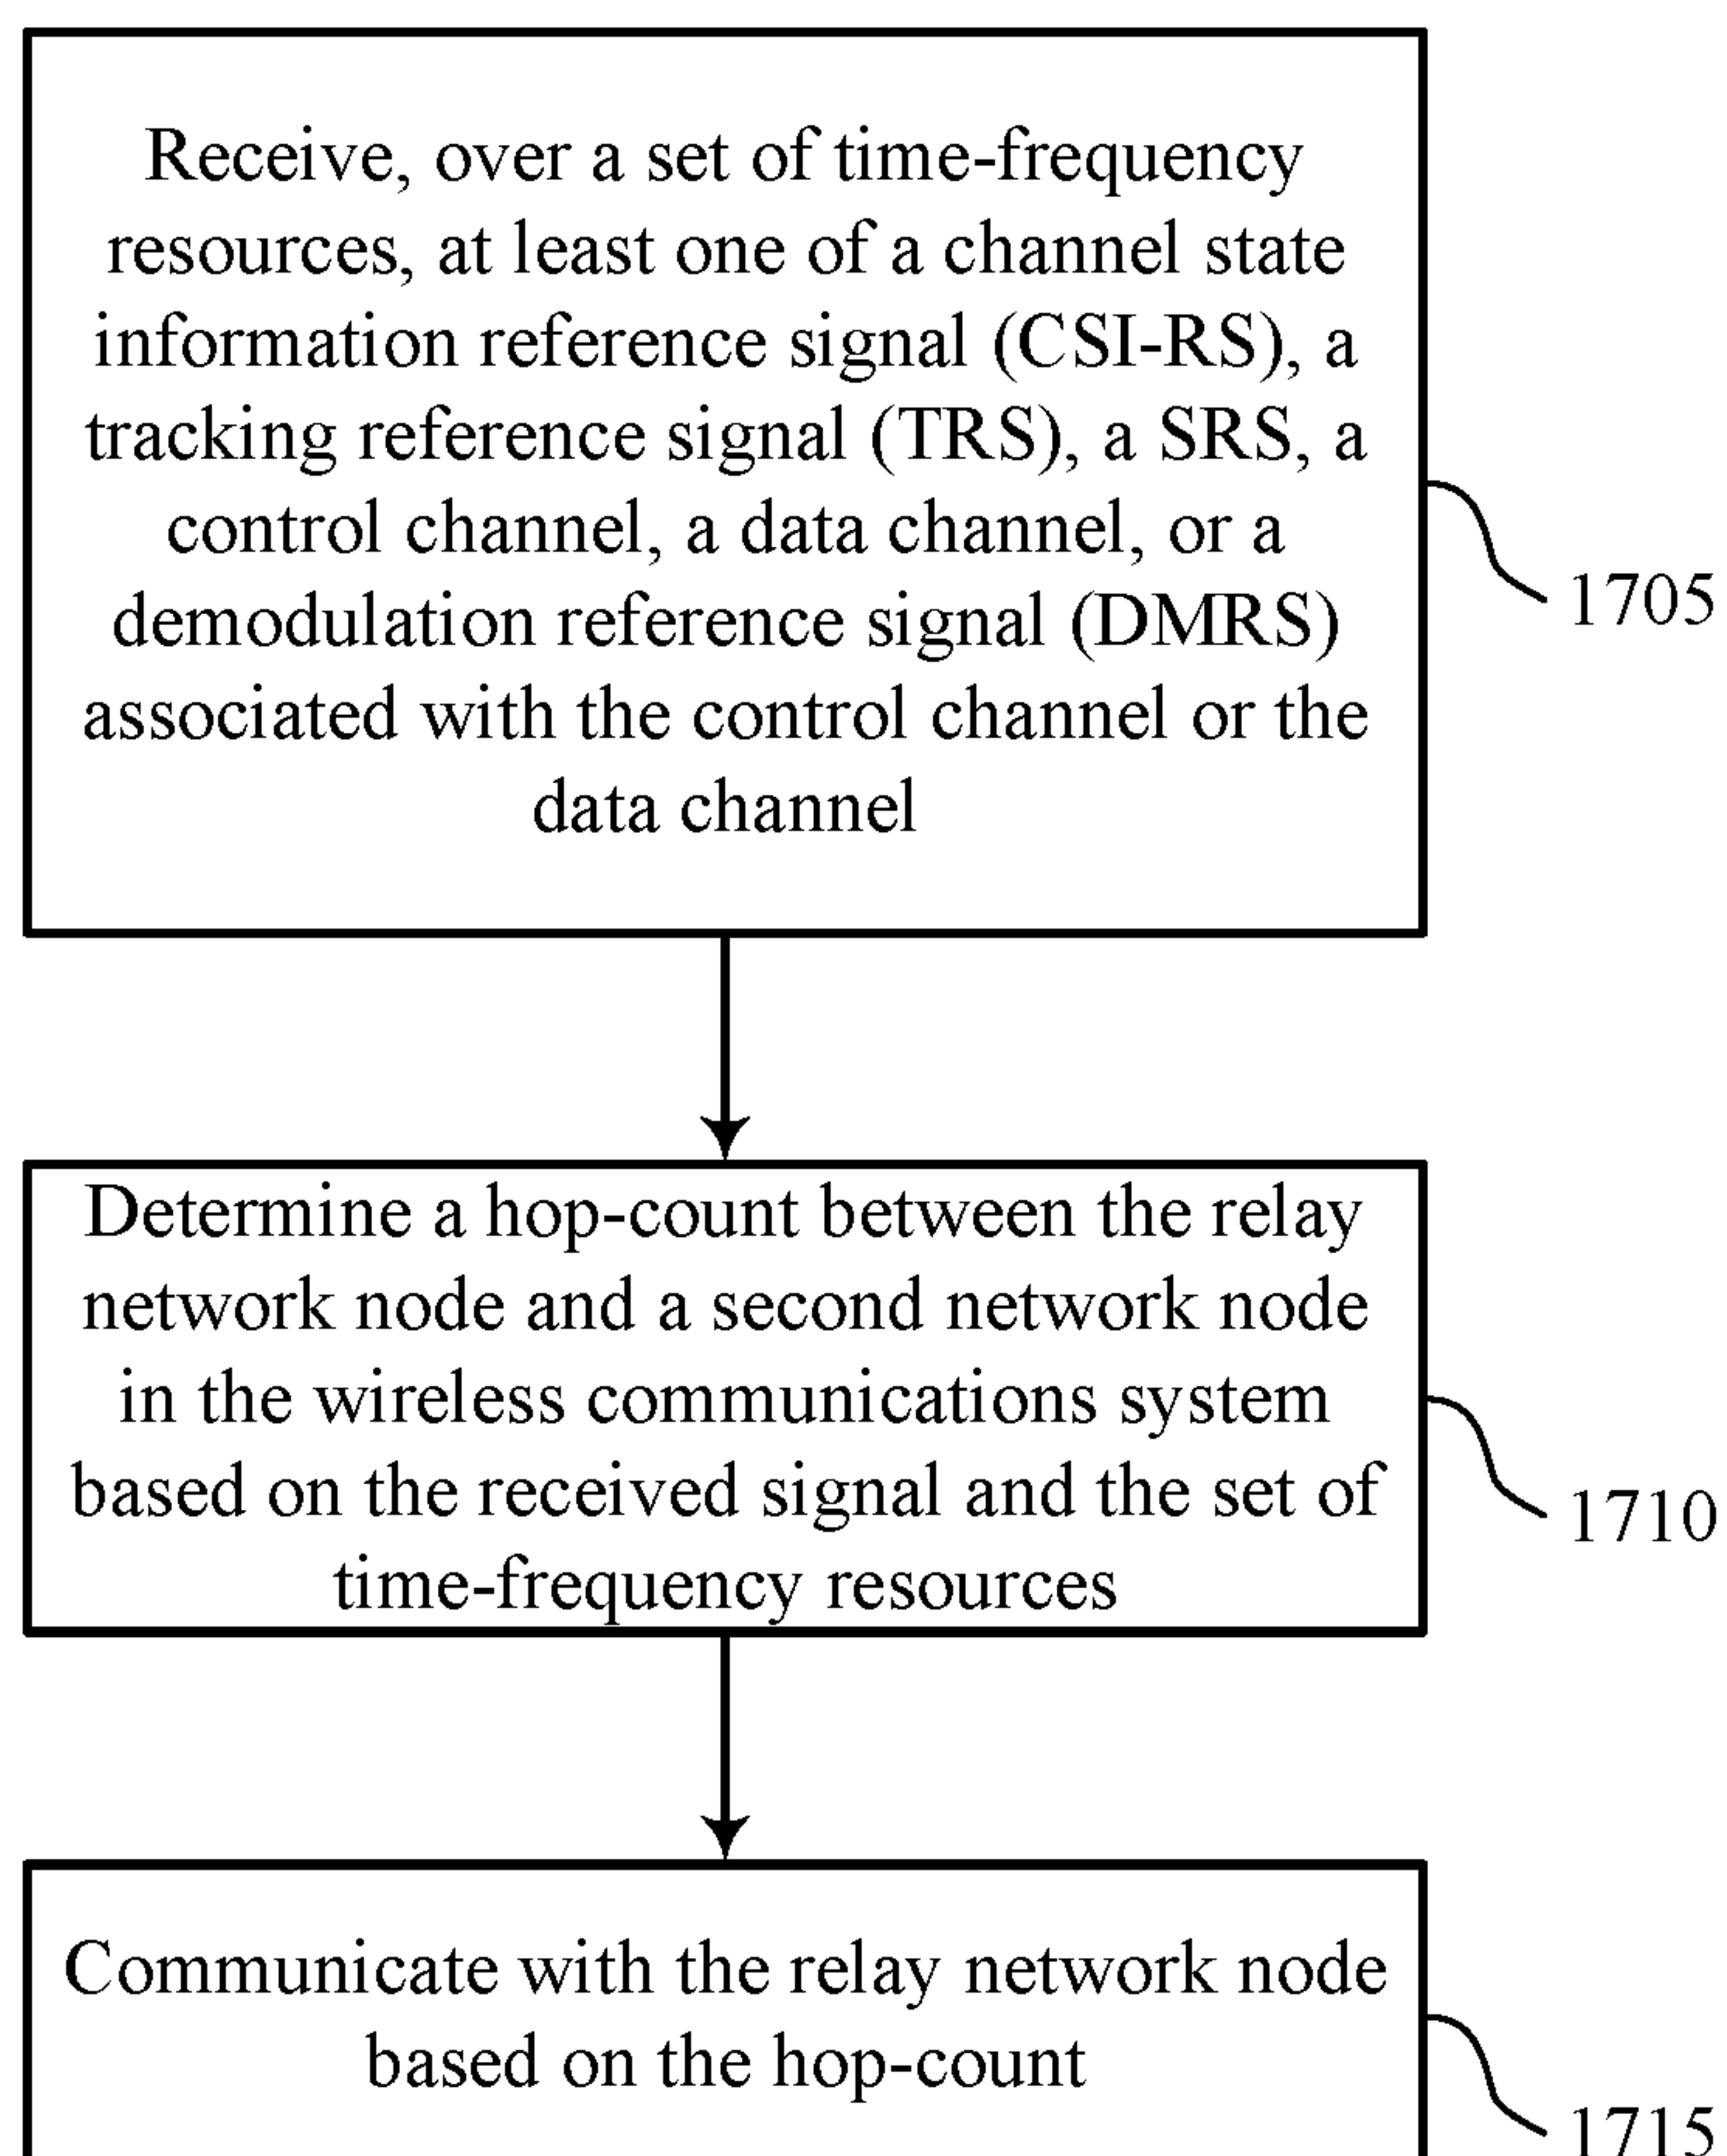 Receive, over a set of time-frequency
resources, at least one of a channel state
information reference signal (CSI-RS), a
tracking reference signal (TRS), a SRS, a
control channel, a data channel, or a
demodulation reference signal (DMRS)
associated with the control channel or the
data channel
1705
Determine a hop-count between the relay
network node and a second network node
in the wireless communications system
based on the received signal and the set of
time-frequency resources
1710
Communicate with the relay network node
based on the hop-count
1715